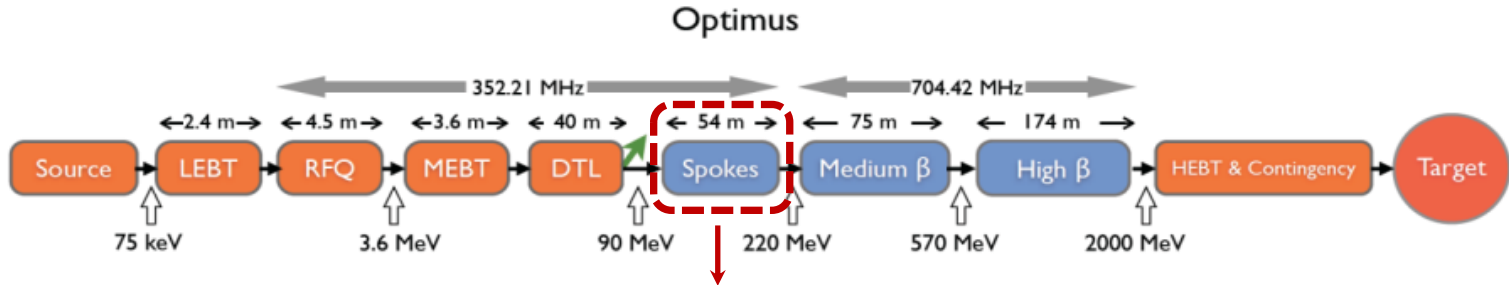 Optimus
352.21 MHz 704.42 MHz
2.4 m 4.5 m 3.6 m 40 m 54 m 75 m 174 m
Source LEBT RFQ MEBT DTL Spokes Medium β High β HEBT & Contingency Target
75 keV 3.6 MeV 90 MeV 220 MeV 570 MeV 2000 MeV